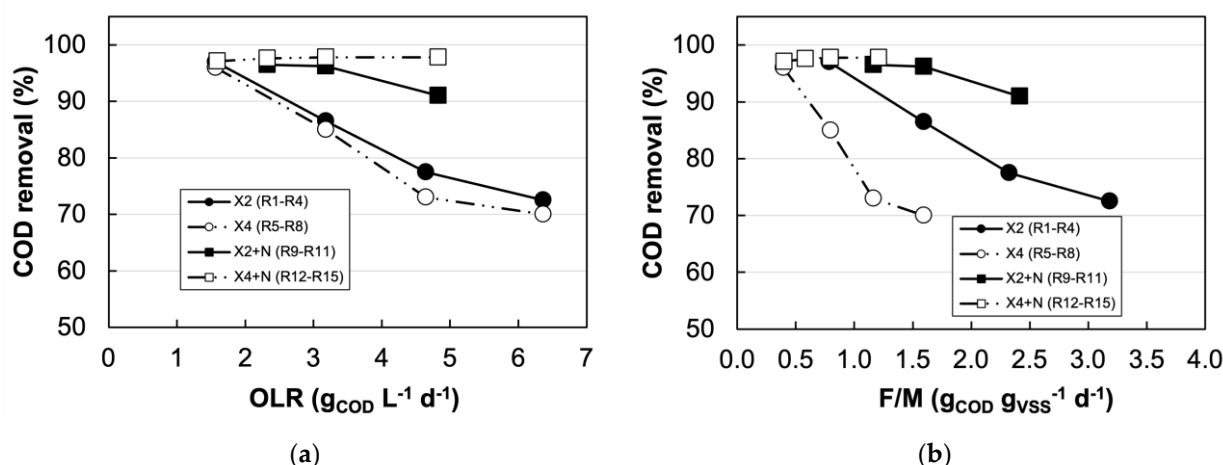 100
90
80
70
60
50
COD removal (%)
X2 (R1-R4)
X4 (R5-R8)
X2+N (R9-R11)
X4+N (R12-R15)
0 1 2 3 4 5 6 7
OLR (gCOD L-1 d-1)
(a)
100
90
80
70
60
50
COD removal (%)
X2 (R1-R4)
X4 (R5-R8)
X2+N (R9-R11)
X4+N (R12-R15)
0.0 0.5 1.0 1.5 2.0 2.5 3.0 3.5 4.0
F/M (gCOD gVSS-1 d-1)
(b)